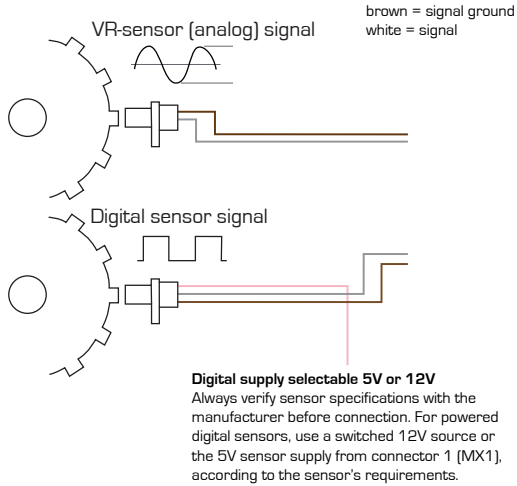 brown = signal ground
white = signal
VR-sensor (analog) signal
Digital sensor signal
Digital supply selectable 5V or 12V
Always verify sensor specifications with the
manufacturer before connection. For powered
digital sensors, use a switched 12V source or
the 5V sensor supply from connector 1 (MX1),
according to the sensor's requirements.